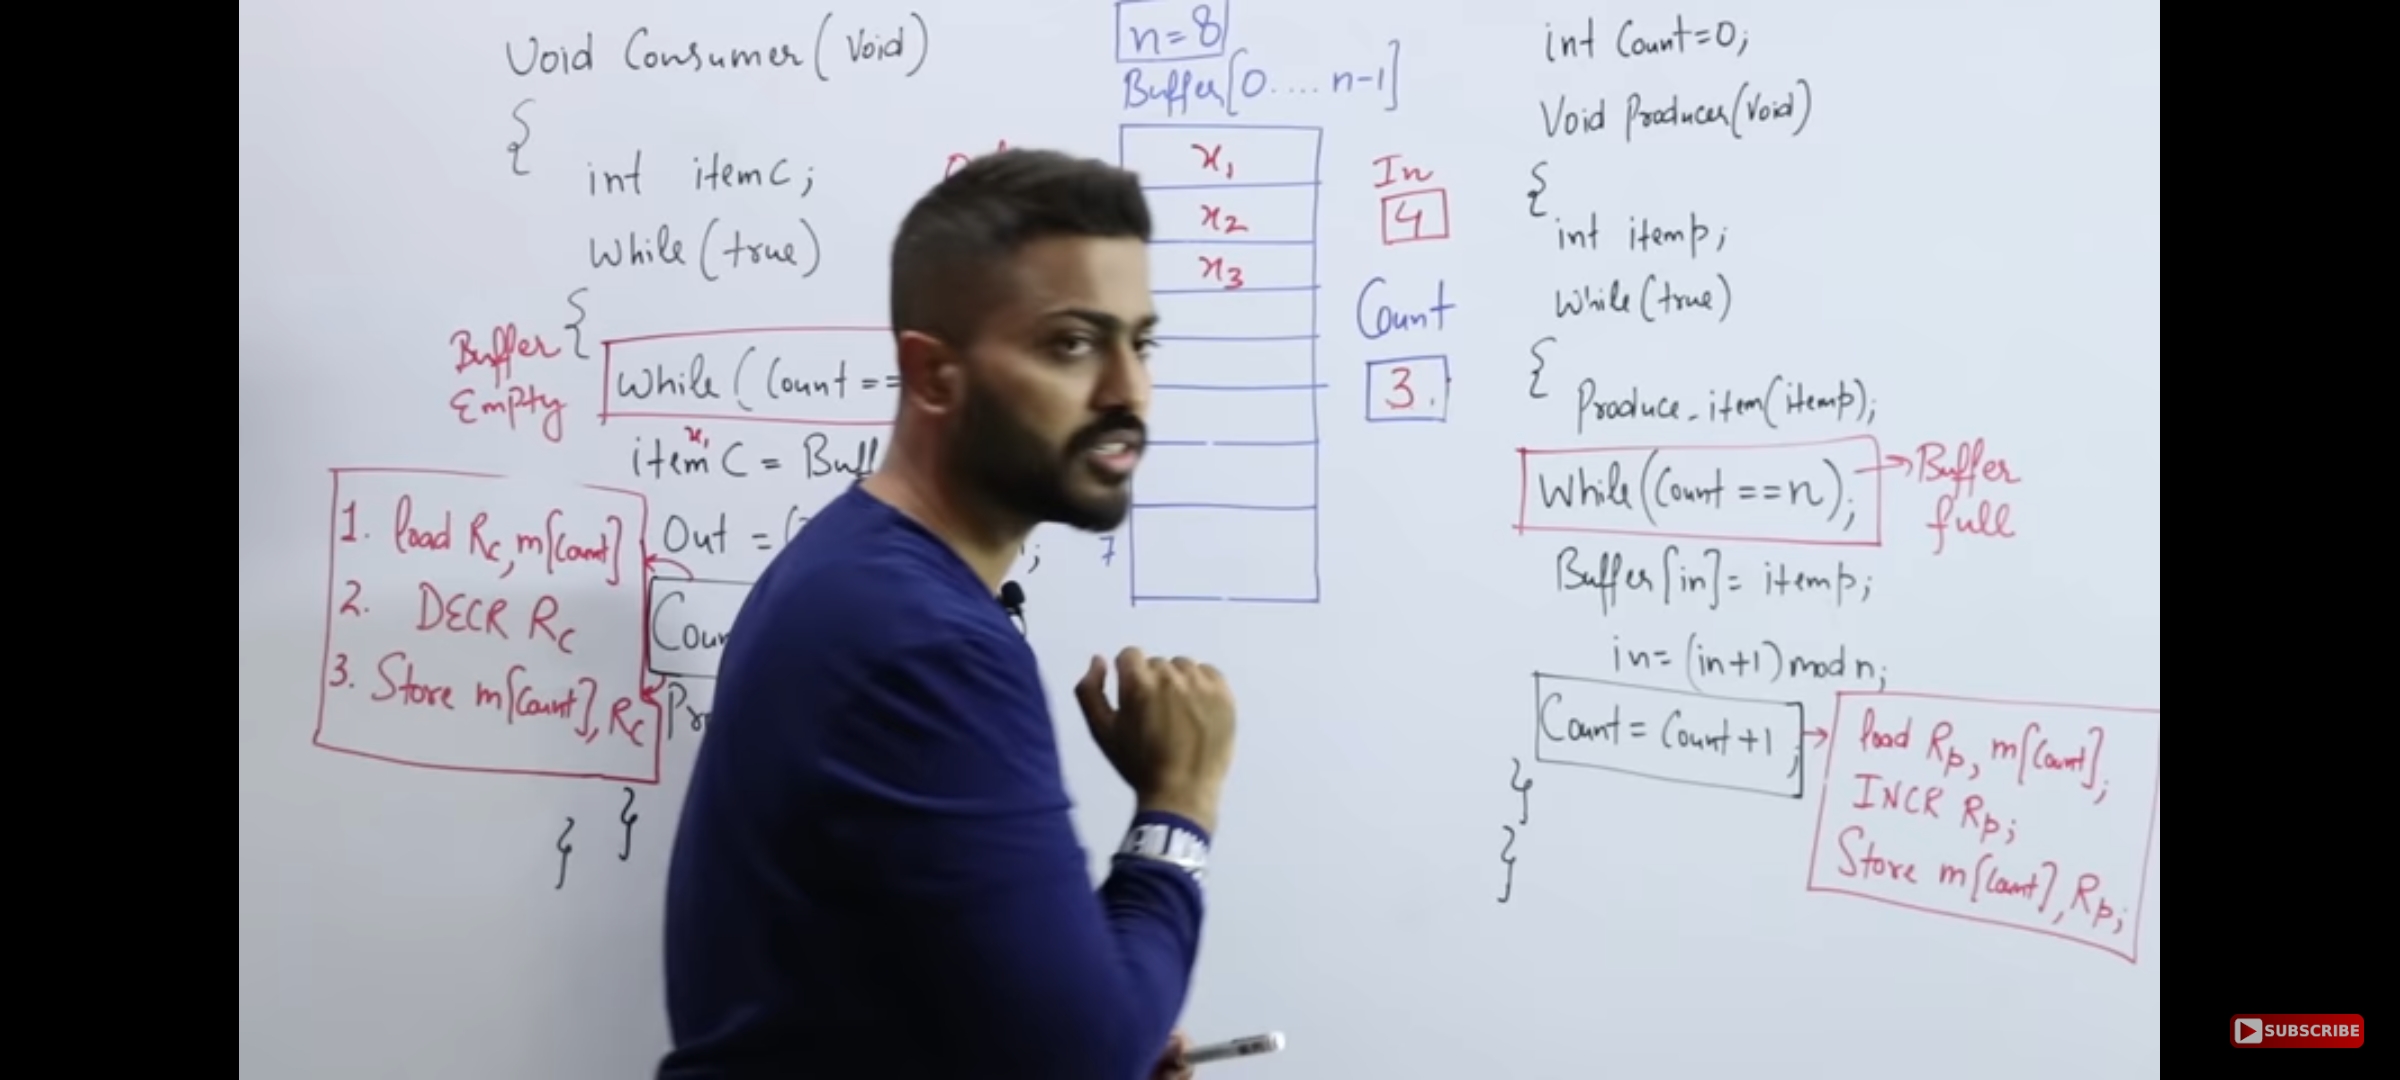 Void Consumer(Void)
{
int itemC;
While(true)
{
Buffer
Empty
While(Count ==
x1
itemC = Buff
Out =
;
1. load Rc, m[Count]
2. DECR Rc
3. Store m[Count], Rc
}
}
n=8
Buffer[0....n-1]
x1
x2
x3
7
In
4
Count
3.
int Count=0;
Void Producer(Void)
{
int itemp;
While(true)
{
Produce_item(itemp);
While(Count ==n);
Buffer
full
Buffer[in]= itemp;
in=(in+1)mod n;
Count = Count+1;
load Rp, m[Count];
INCR Rp;
Store m[Count], Rp;
}
}
SUBSCRIBE